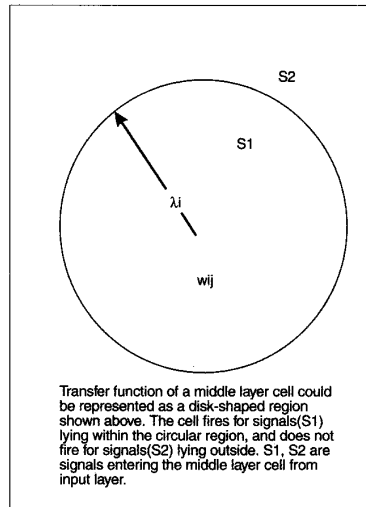 S2
S1
λi
wij
Transfer function of a middle layer cell could
be represented as a disk-shaped region
shown above. The cell fires for signals(S1)
lying within the circular region, and does not
fire for signals(S2) lying outside. S1, S2 are
signals entering the middle layer cell from
input layer.